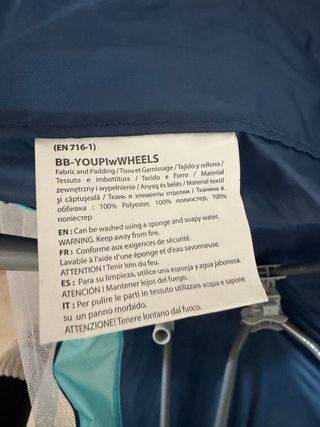 (EN 716-1)
BB-YOUPIwWHEELS
Fabric and Padding / Tissu et Garnissage / Tejido y relleno /
Tessuto e imbottitura / Tecido e Forro / Material
zewnętrzny i wypełnienie / Anyag és bélés / Material textil
și căptușeală / Ткань и элементы отделки / Тканина й
оббивка : 100% Polyester, 100% полиэстер, 100%
поліестер
EN : Can be washed using a sponge and soapy water.
WARNING. Keep away from fire.
FR : Conforme aux exigences de sécurité.
Lavable à l'aide d'une éponge et d'eau savonneuse.
ATTENTION ! Tenir loin du feu.
ES : Para su limpieza, utilice una esponja y agua jabonosa.
ATENCIÓN ! Mantener lejos del fuego.
IT : Per pulire le parti in tessuto utilizzare acqua e sapone
su un panno morbido.
ATTENZIONE! Tenere lontano dal fuoco.